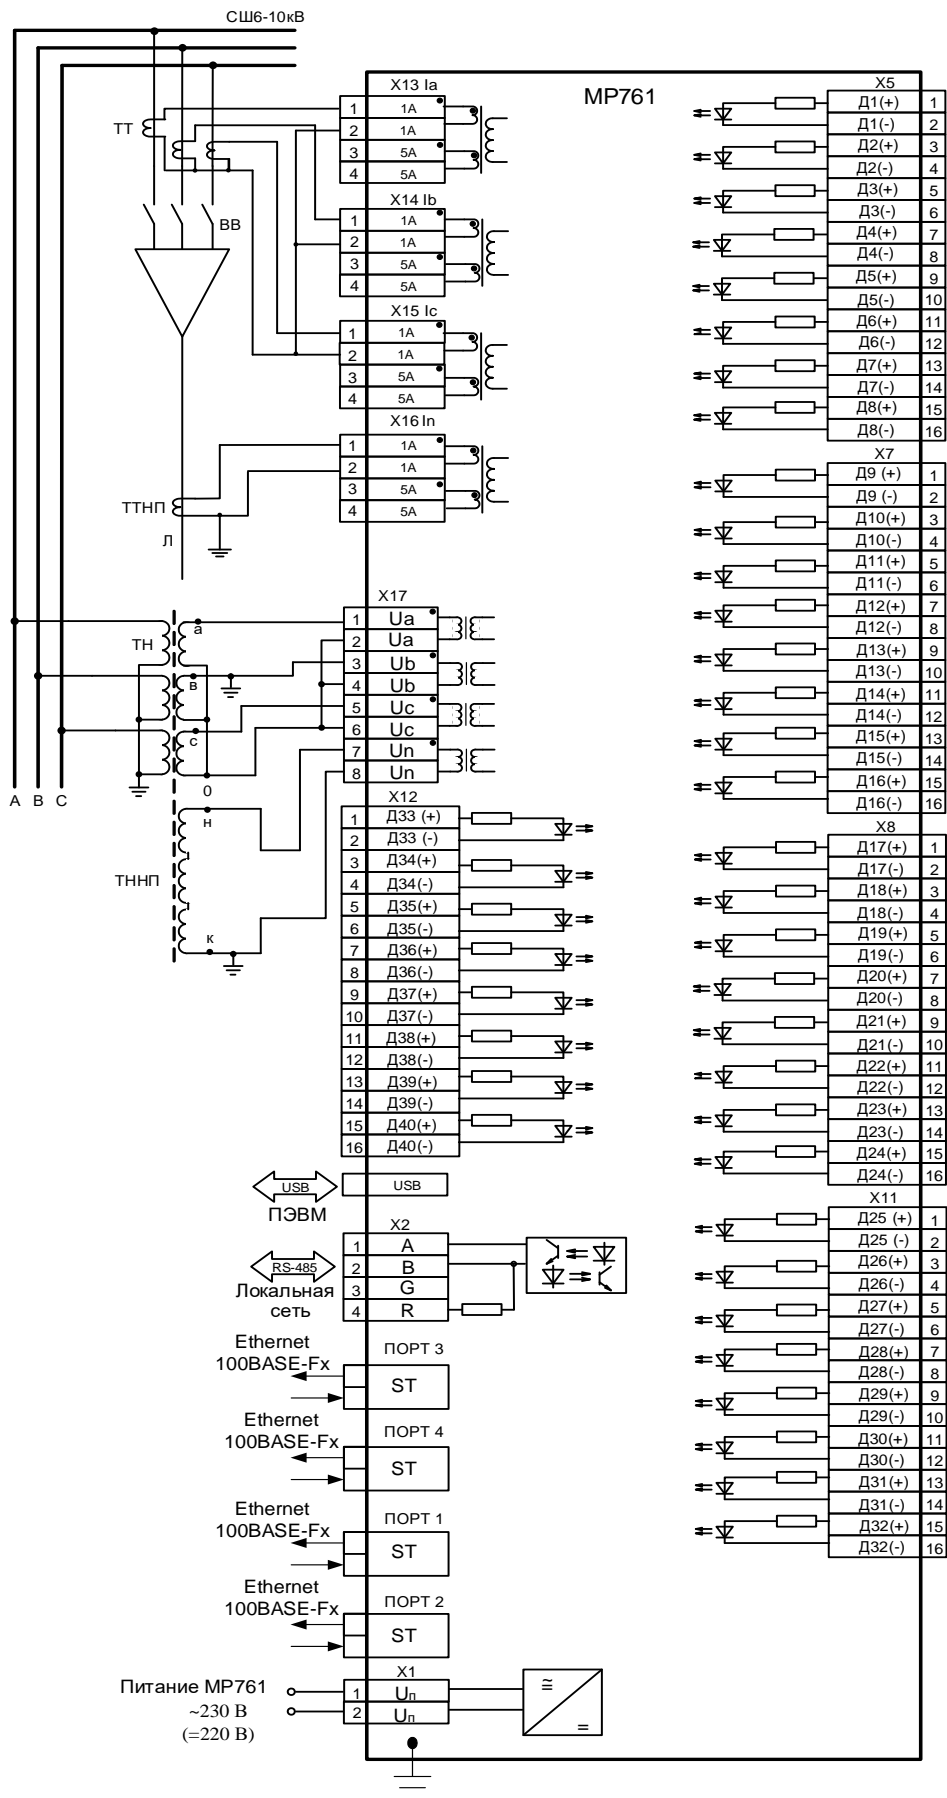 СШ6-10кВ
ТТ
ВВ
ТТНП
Л
ТН
а
в
с
0
А В С
н
ТННП
к
МР761
X13 Ia
1 1А
2 1А
3 5А
4 5А
X14 Ib
1 1А
2 1А
3 5А
4 5А
X15 Ic
1 1А
2 1А
3 5А
4 5А
X16 In
1 1А
2 1А
3 5А
4 5А
X17
1 Ua
2 Ua
3 Ub
4 Ub
5 Uc
6 Uc
7 Un
8 Un
X12
1 Д33 (+)
2 Д33 (-)
3 Д34(+)
4 Д34(-)
5 Д35(+)
6 Д35(-)
7 Д36(+)
8 Д36(-)
9 Д37(+)
10 Д37(-)
11 Д38(+)
12 Д38(-)
13 Д39(+)
14 Д39(-)
15 Д40(+)
16 Д40(-)
USB
USB
ПЭВМ
X2
1 A
2 B
3 G
4 R
RS-485
Локальная
сеть
Ethernet
100BASE-Fx
ПОРТ 3
ST
Ethernet
100BASE-Fx
ПОРТ 4
ST
Ethernet
100BASE-Fx
ПОРТ 1
ST
Ethernet
100BASE-Fx
ПОРТ 2
ST
X1
1 Uп
2 Uп
Питание МР761
~230 В
(=220 В)
X5
Д1(+) 1
Д1(-) 2
Д2(+) 3
Д2(-) 4
Д3(+) 5
Д3(-) 6
Д4(+) 7
Д4(-) 8
Д5(+) 9
Д5(-) 10
Д6(+) 11
Д6(-) 12
Д7(+) 13
Д7(-) 14
Д8(+) 15
Д8(-) 16
X7
Д9 (+) 1
Д9 (-) 2
Д10(+) 3
Д10(-) 4
Д11(+) 5
Д11(-) 6
Д12(+) 7
Д12(-) 8
Д13(+) 9
Д13(-) 10
Д14(+) 11
Д14(-) 12
Д15(+) 13
Д15(-) 14
Д16(+) 15
Д16(-) 16
X8
Д17(+) 1
Д17(-) 2
Д18(+) 3
Д18(-) 4
Д19(+) 5
Д19(-) 6
Д20(+) 7
Д20(-) 8
Д21(+) 9
Д21(-) 10
Д22(+) 11
Д22(-) 12
Д23(+) 13
Д23(-) 14
Д24(+) 15
Д24(-) 16
X11
Д25 (+) 1
Д25 (-) 2
Д26(+) 3
Д26(-) 4
Д27(+) 5
Д27(-) 6
Д28(+) 7
Д28(-) 8
Д29(+) 9
Д29(-) 10
Д30(+) 11
Д30(-) 12
Д31(+) 13
Д31(-) 14
Д32(+) 15
Д32(-) 16